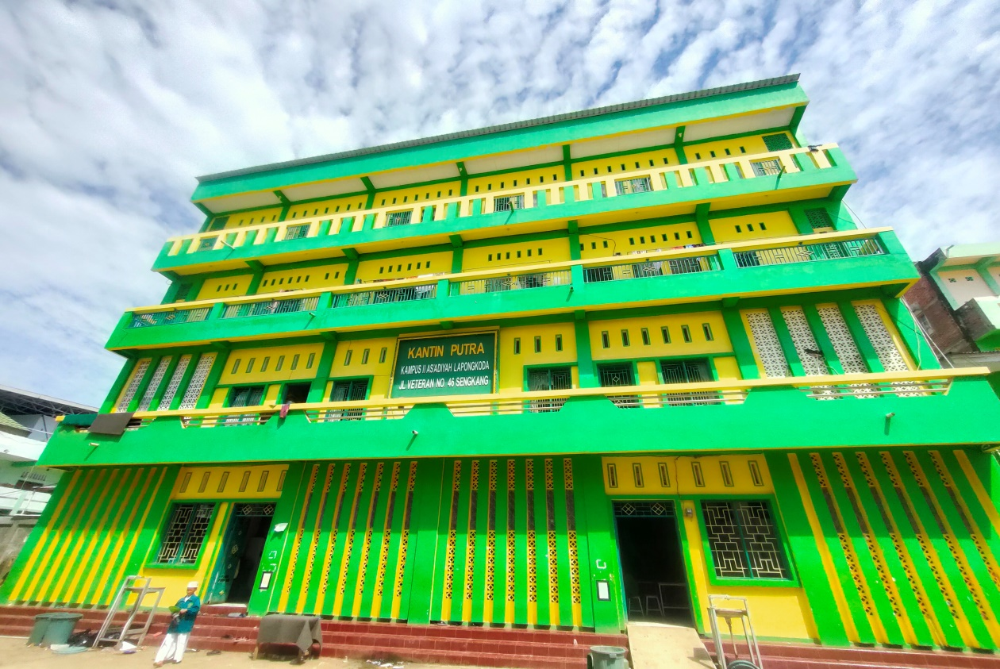 KANTIN PUTRA
KAMPUS II AS'ADIYAH LAPONGKODA
JL. VETERAN NO. 46 SENGKANG